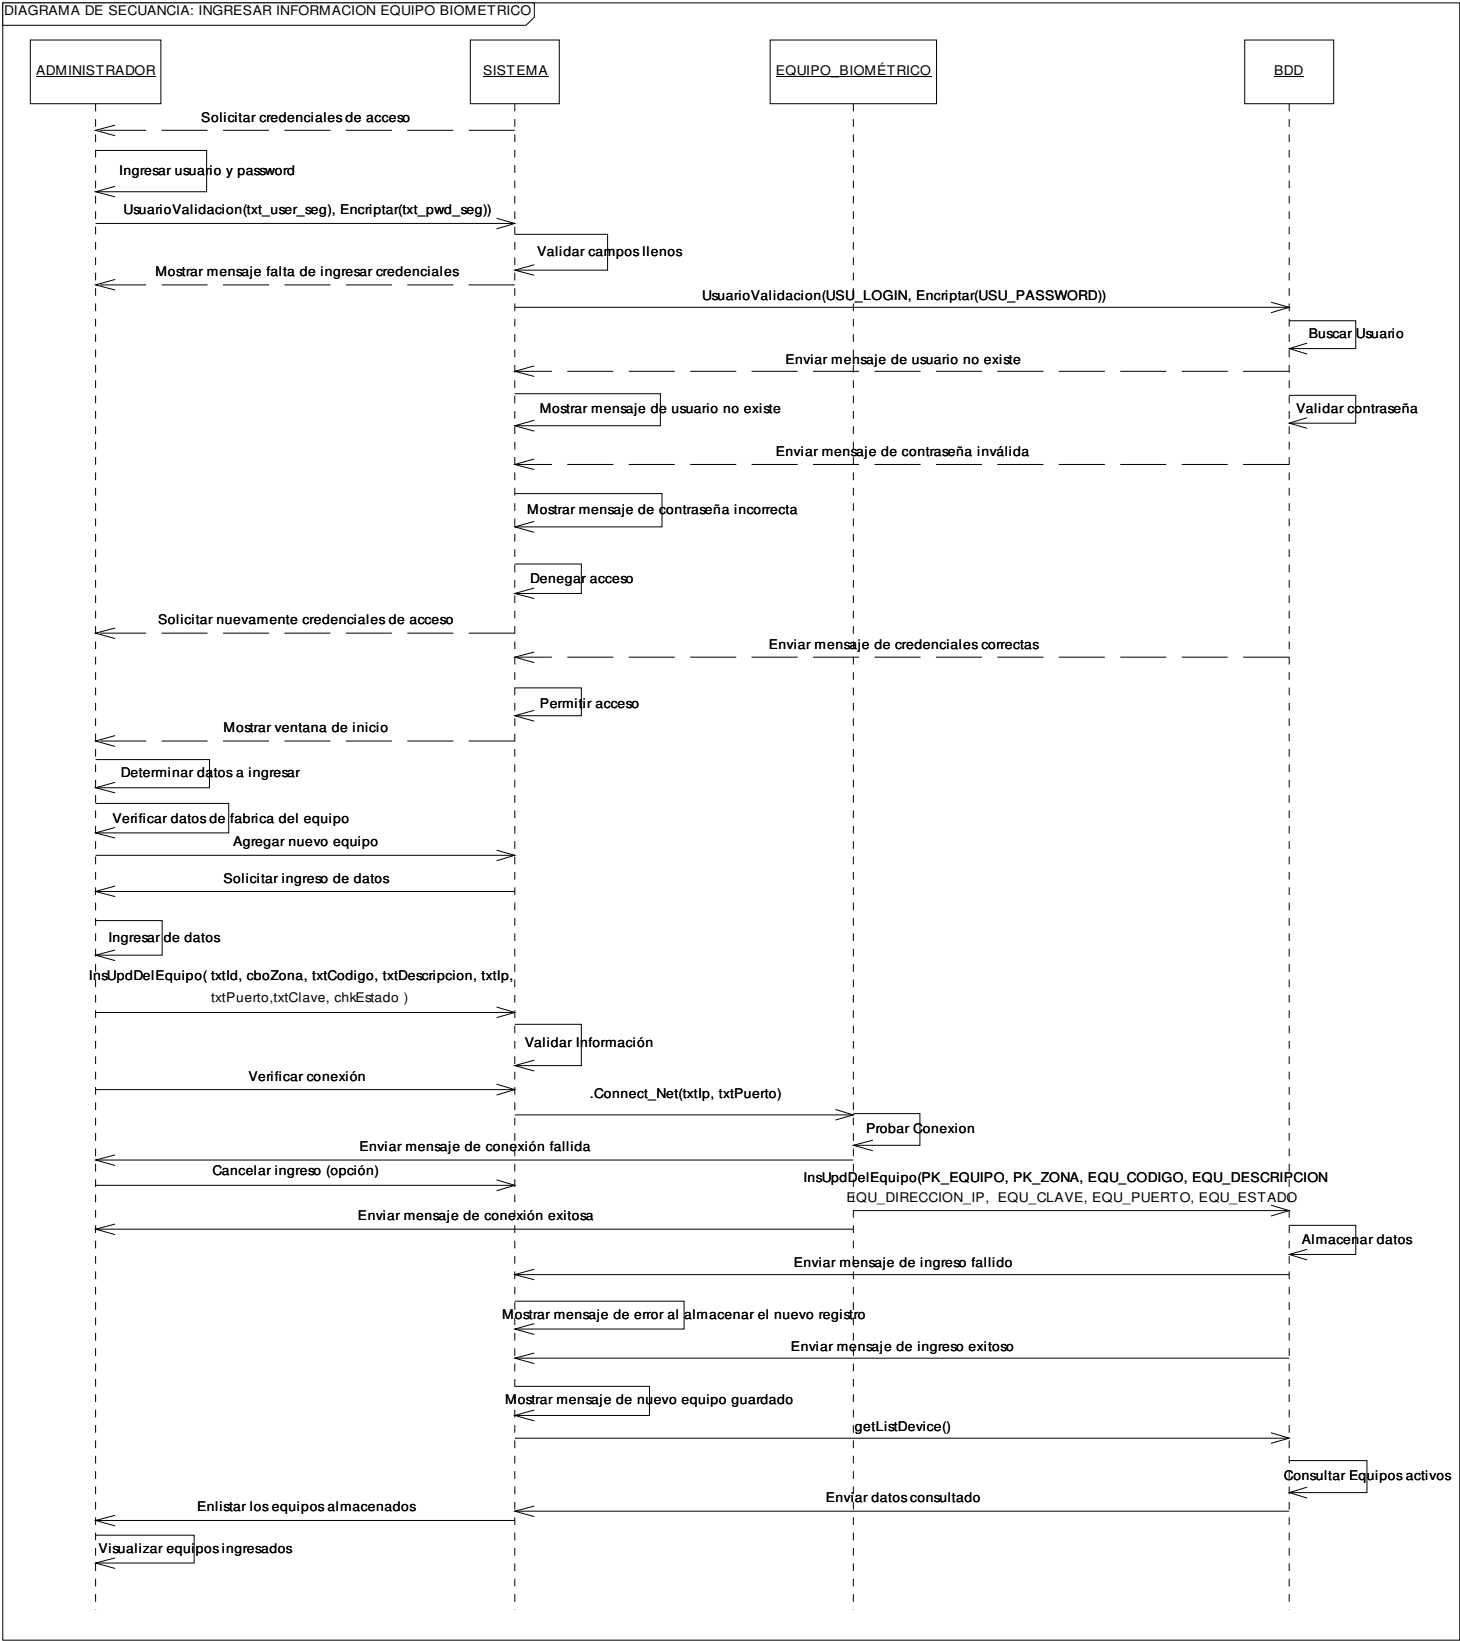 DIAGRAMA DE SECUANCIA: INGRESAR INFORMACION EQUIPO BIOMETRICO
ADMINISTRADOR
SISTEMA
EQUIPO_BIOMÉTRICO
BDD
Solicitar credenciales de acceso
Ingresar usuario y password
UsuarioValidacion(txt_user_seg), Encriptar(txt_pwd_seg))
Validar campos llenos
Mostrar mensaje falta de ingresar credenciales
UsuarioValidacion(USU_LOGIN, Encriptar(USU_PASSWORD))
Buscar Usuario
Enviar mensaje de usuario no existe
Mostrar mensaje de usuario no existe
Validar contraseña
Enviar mensaje de contraseña inválida
Mostrar mensaje de contraseña incorrecta
Denegar acceso
Solicitar nuevamente credenciales de acceso
Enviar mensaje de credenciales correctas
Permitir acceso
Mostrar ventana de inicio
Determinar datos a ingresar
Verificar datos de fabrica del equipo
Agregar nuevo equipo
Solicitar ingreso de datos
Ingresar de datos
InsUpdDelEquipo( txtId, cboZona, txtCodigo, txtDescripcion, txtIp,
txtPuerto,txtClave, chkEstado )
Validar Información
Verificar conexión
.Connect_Net(txtIp, txtPuerto)
Probar Conexion
Enviar mensaje de conexión fallida
Cancelar ingreso (opción)
InsUpdDelEquipo(PK_EQUIPO, PK_ZONA, EQU_CODIGO, EQU_DESCRIPCION
EQU_DIRECCION_IP, EQU_CLAVE, EQU_PUERTO, EQU_ESTADO
Enviar mensaje de conexión exitosa
Almacenar datos
Enviar mensaje de ingreso fallido
Mostrar mensaje de error al almacenar el nuevo registro
Enviar mensaje de ingreso exitoso
Mostrar mensaje de nuevo equipo guardado
getListDevice()
Consultar Equipos activos
Enviar datos consultado
Enlistar los equipos almacenados
Visualizar equipos ingresados